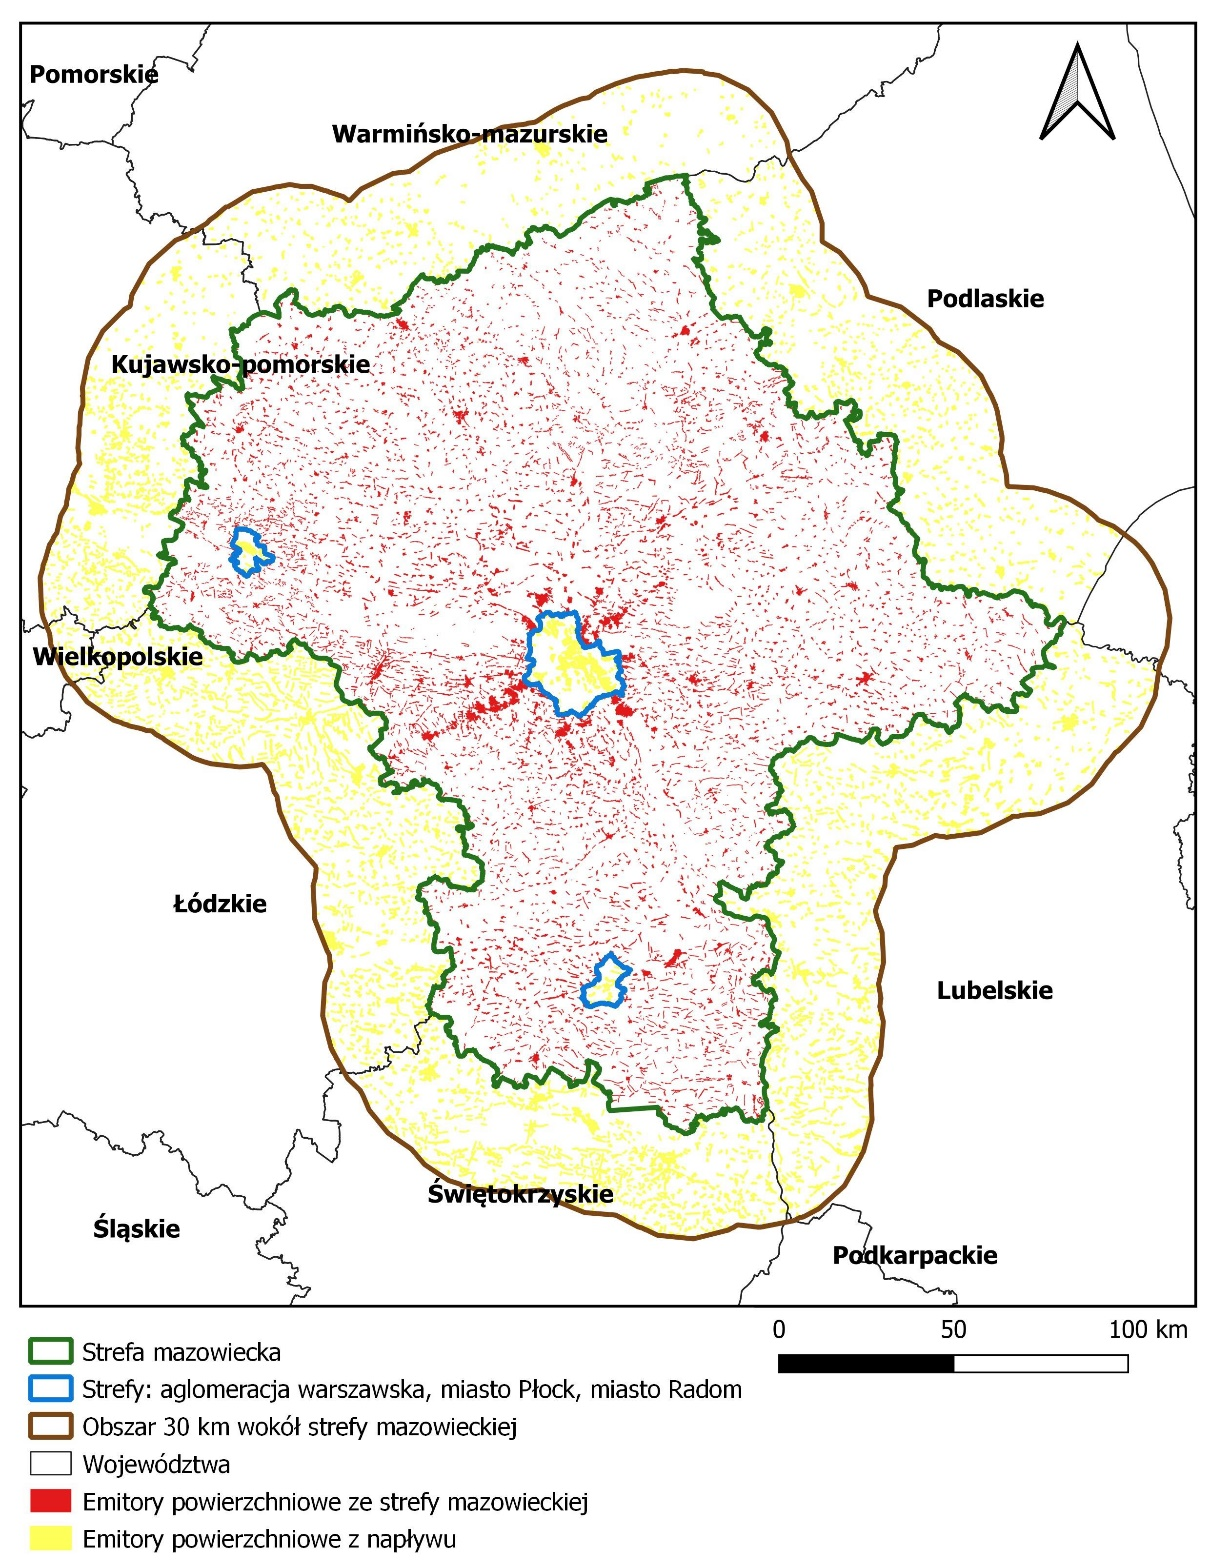 Pomorskie
Warmińsko-mazurskie
Podlaskie
Kujawsko-pomorskie
Wielkopolskie
Łódzkie
Lubelskie
Świętokrzyskie
Śląskie
Podkarpackie
0 50 100 km
Strefa mazowiecka
Strefy: aglomeracja warszawska, miasto Płock, miasto Radom
Obszar 30 km wokół strefy mazowieckiej
Województwa
Emitory powierzchniowe ze strefy mazowieckiej
Emitory powierzchniowe z napływu